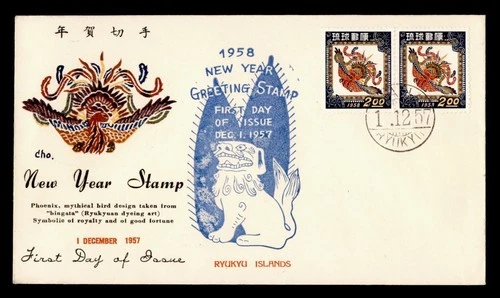 年賀切手
cho.
New Year Stamp
Phoenix, mythical bird design taken from
"bingata" (Ryukyuan dyeing art)
Symbolic of royalty and of good fortune
1 DECEMBER 1957
First Day of Issue
1958
NEW YEAR
GREETING STAMP
FIRST DAY
OF ISSUE
DEC. 1, 1957
RYUKYU ISLANDS
琉球郵便
1958 2.00
琉球郵便
1958 2.00
1.12.57
RYUKYU